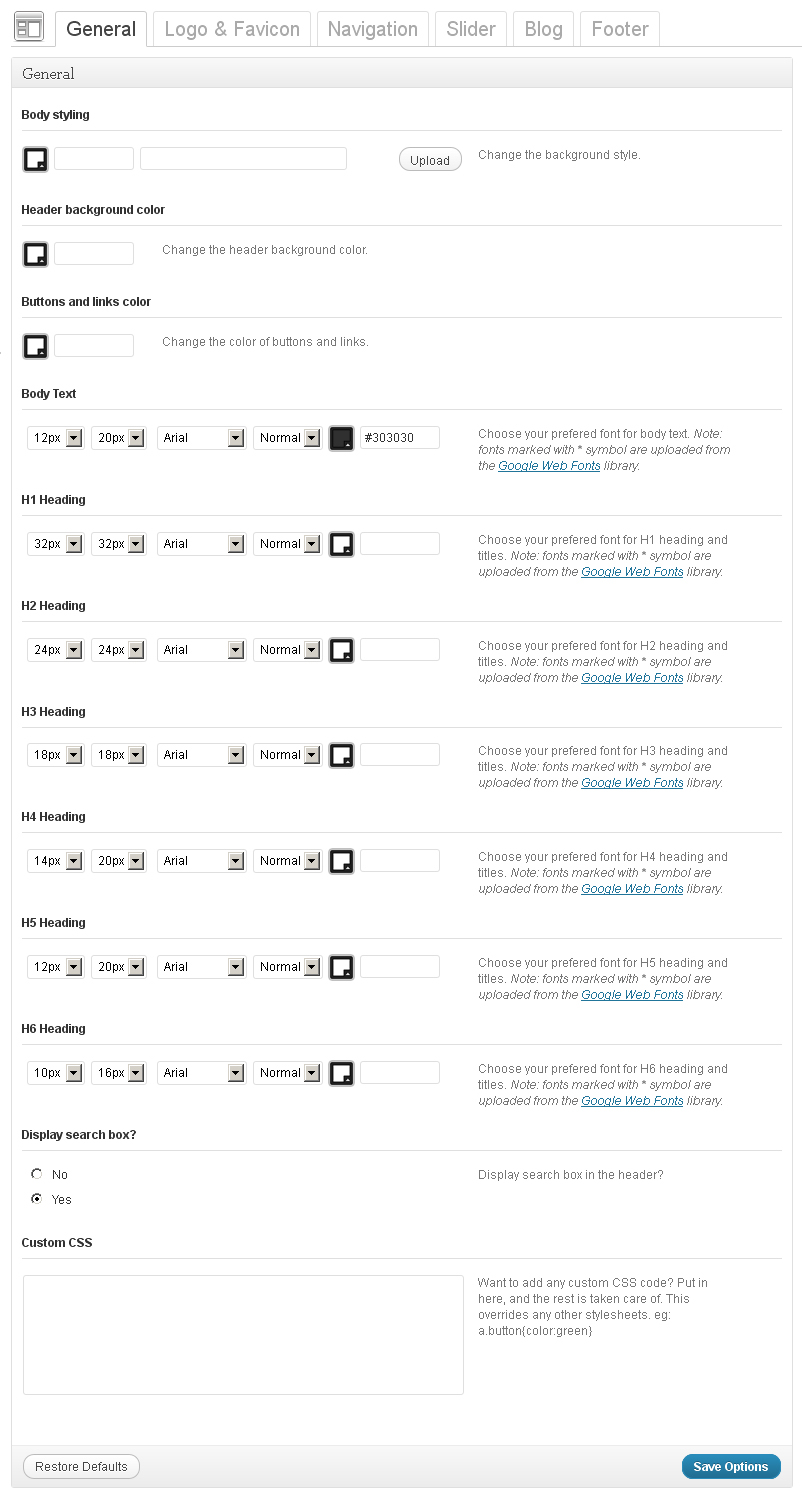 General Logo & Favicon Navigation Slider Blog Footer
General
Body styling
Upload Change the background style.
Header background color
Change the header background color.
Buttons and links color
Change the color of buttons and links.
Body Text
12px 20px Arial Normal #303030 Choose your prefered font for body text. Note:
fonts marked with * symbol are uploaded from
the Google Web Fonts library.
H1 Heading
32px 32px Arial Normal Choose your prefered font for H1 heading and
titles. Note: fonts marked with * symbol are
uploaded from the Google Web Fonts library.
H2 Heading
24px 24px Arial Normal Choose your prefered font for H2 heading and
titles. Note: fonts marked with * symbol are
uploaded from the Google Web Fonts library.
H3 Heading
18px 18px Arial Normal Choose your prefered font for H3 heading and
titles. Note: fonts marked with * symbol are
uploaded from the Google Web Fonts library.
H4 Heading
14px 20px Arial Normal Choose your prefered font for H4 heading and
titles. Note: fonts marked with * symbol are
uploaded from the Google Web Fonts library.
H5 Heading
12px 20px Arial Normal Choose your prefered font for H5 heading and
titles. Note: fonts marked with * symbol are
uploaded from the Google Web Fonts library.
H6 Heading
10px 16px Arial Normal Choose your prefered font for H6 heading and
titles. Note: fonts marked with * symbol are
uploaded from the Google Web Fonts library.
Display search box?
No Display search box in the header?
Yes
Custom CSS
Want to add any custom CSS code? Put in
here, and the rest is taken care of. This
overrides any other stylesheets. eg:
a.button{color:green}
Restore Defaults Save Options